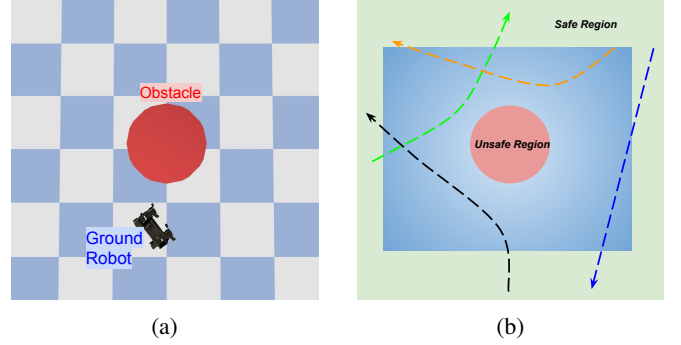 Obstacle
Ground
Robot
(a)
Safe Region
Unsafe Region
(b)